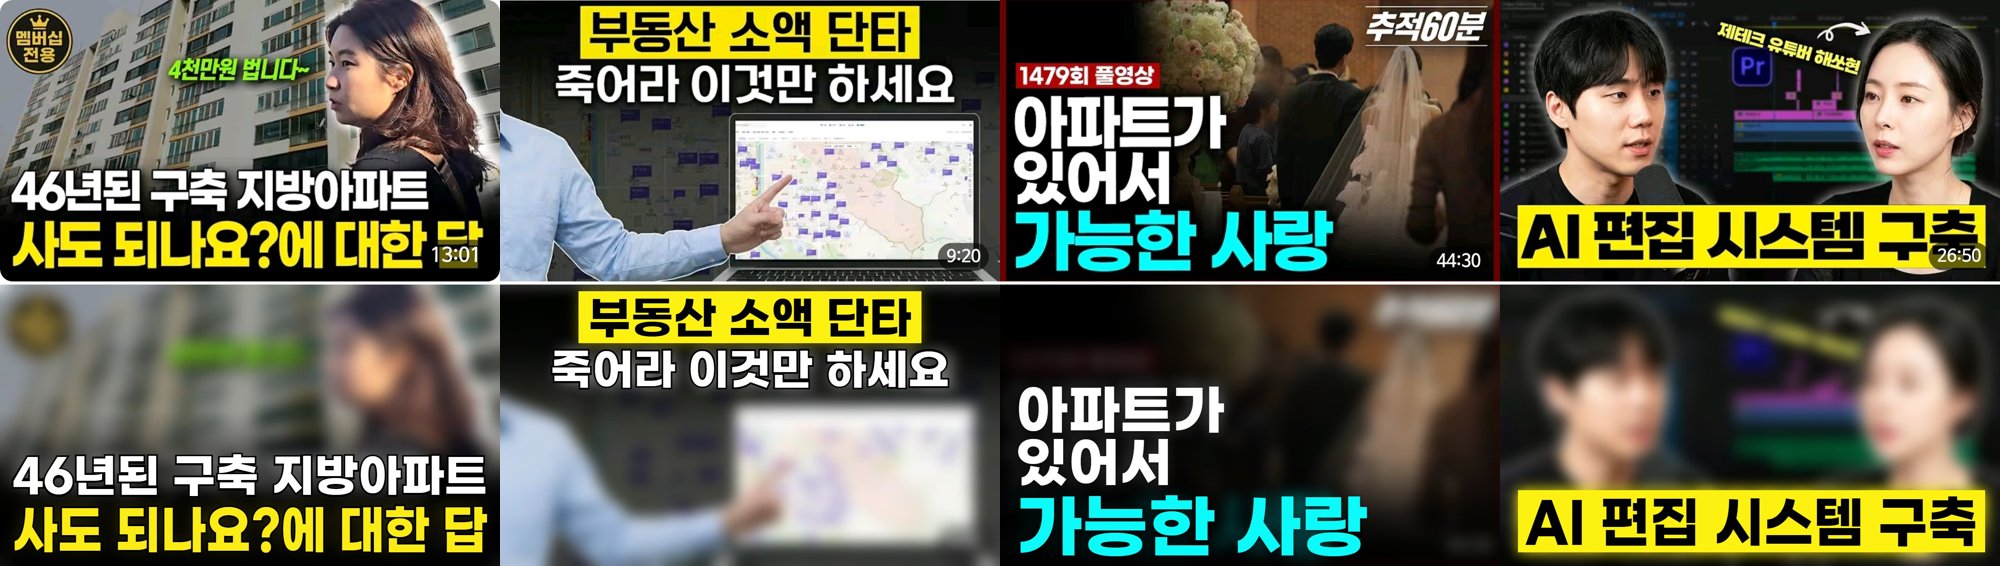 멤버십
전용
4천만원 법니다~
46년된 구축 지방아파트
사도 되나요?에 대한 답
13:01
부동산 소액 단타
죽어라 이것만 하세요
9:20
추적60분
1479회 풀영상
아파트가
있어서
가능한 사랑
44:30
제테크 유튜버 해쏘현
Pr
AI 편집 시스템 구축
26:50
46년된 구축 지방아파트
사도 되나요?에 대한 답
부동산 소액 단타
죽어라 이것만 하세요
아파트가
있어서
가능한 사랑
AI 편집 시스템 구축